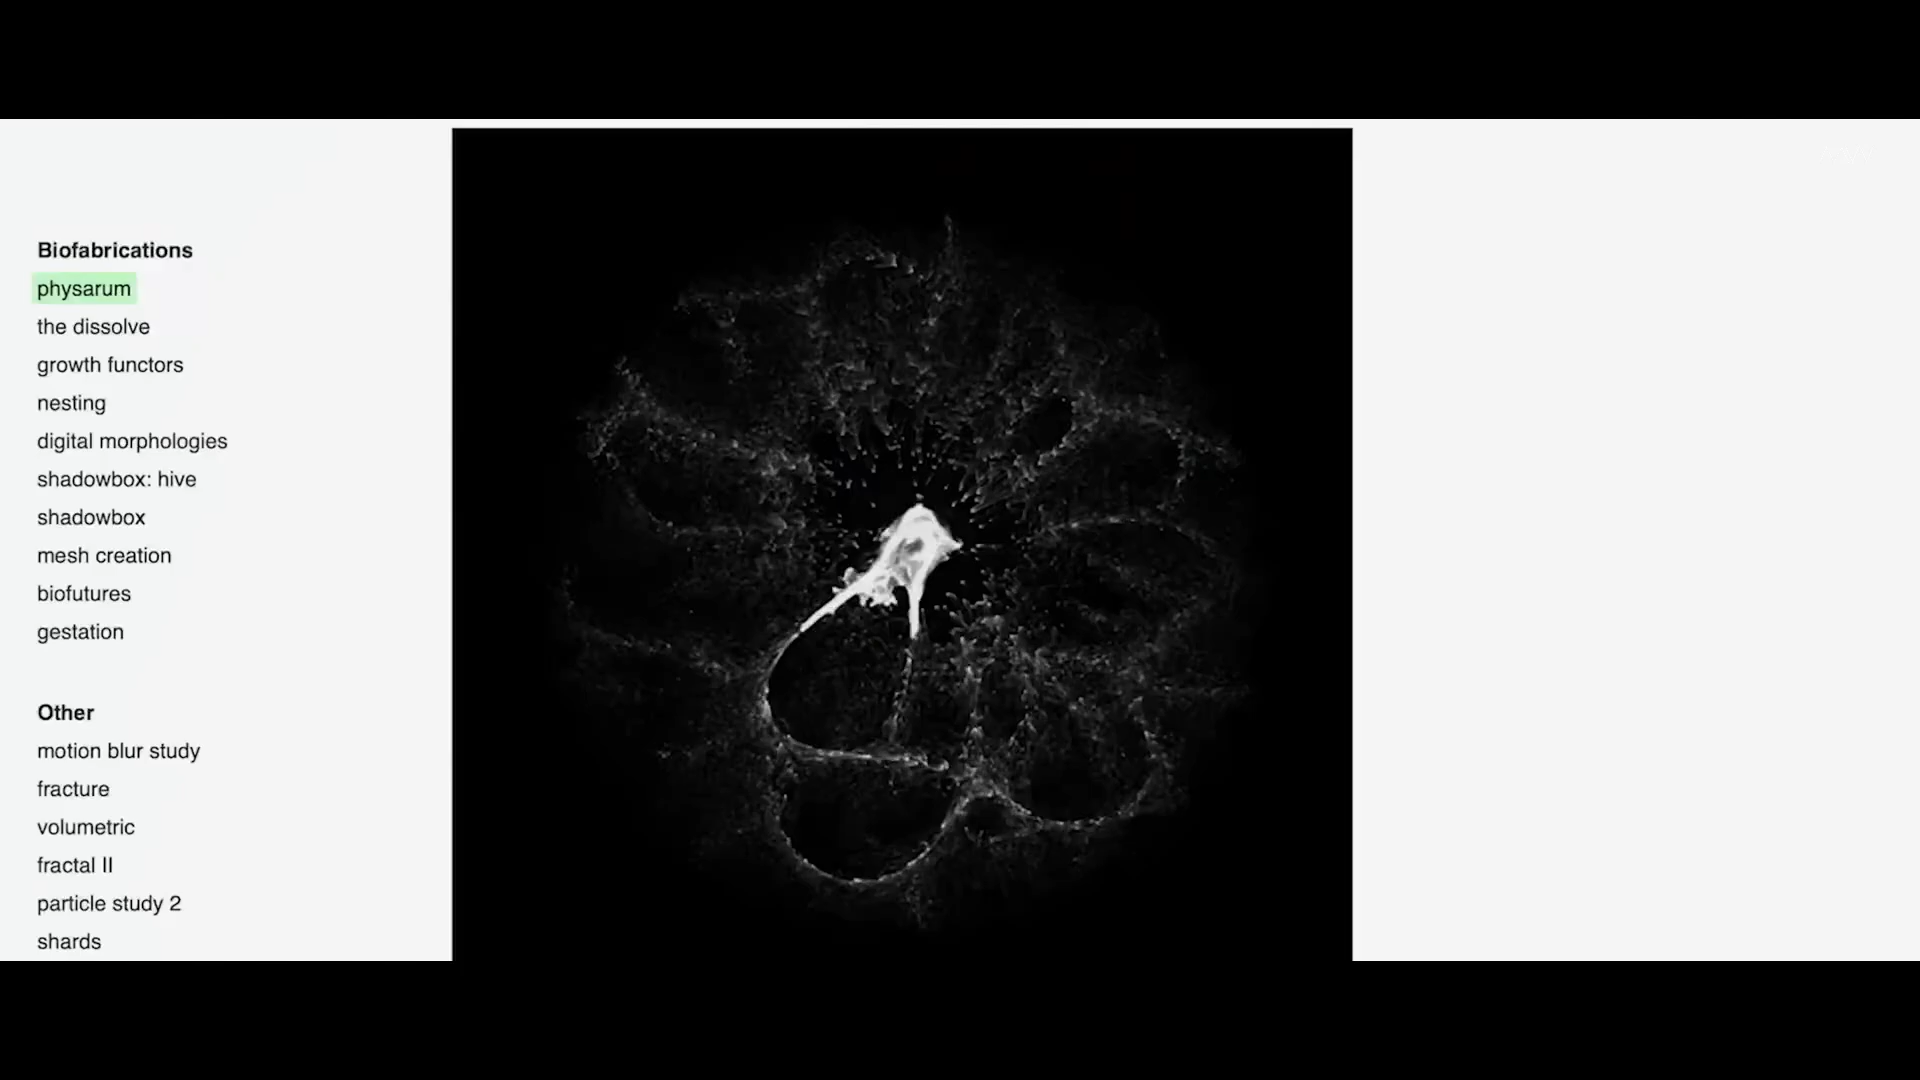 Biofabrications
physarum
the dissolve
growth functors
nesting
digital morphologies
shadowbox: hive
shadowbox
mesh creation
biofutures
gestation
Other
motion blur study
fracture
volumetric
fractal II
particle study 2
shards